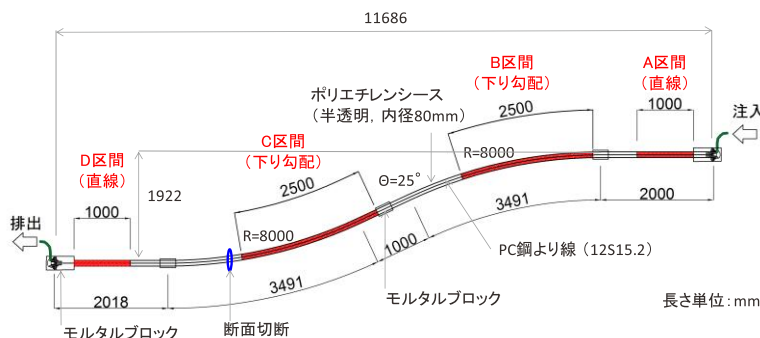 11686
B区間
（下り勾配）
A区間
（直線）
ポリエチレンシース
（半透明，内径80mm）
2500
1000
注入
C区間
（下り勾配）
R=8000
D区間
（直線）
2500
Θ=25°
1922
3491
2000
1000
排出
R=8000
1000
PC鋼より線（12S15.2）
3491
2018
モルタルブロック
長さ単位：mm
モルタルブロック
断面切断